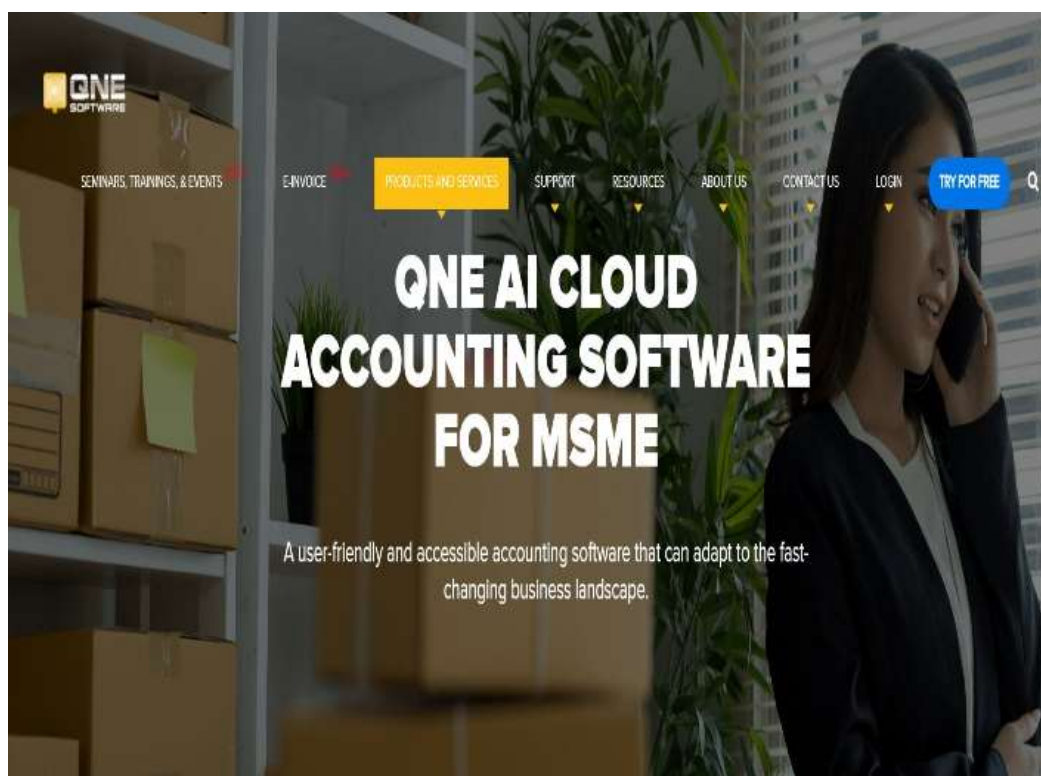 QNE
SOFTWARE
SEMINARS, TRAININGS, & EVENTS
E-INVOICE
PRODUCTS AND SERVICES
SUPPORT
RESOURCES
ABOUT US
CONTACT US
LOGIN
TRY FOR FREE
QNE AI CLOUD
ACCOUNTING SOFTWARE
FOR MSME
A user-friendly and accessible accounting software that can adapt to the fast-
changing business landscape.